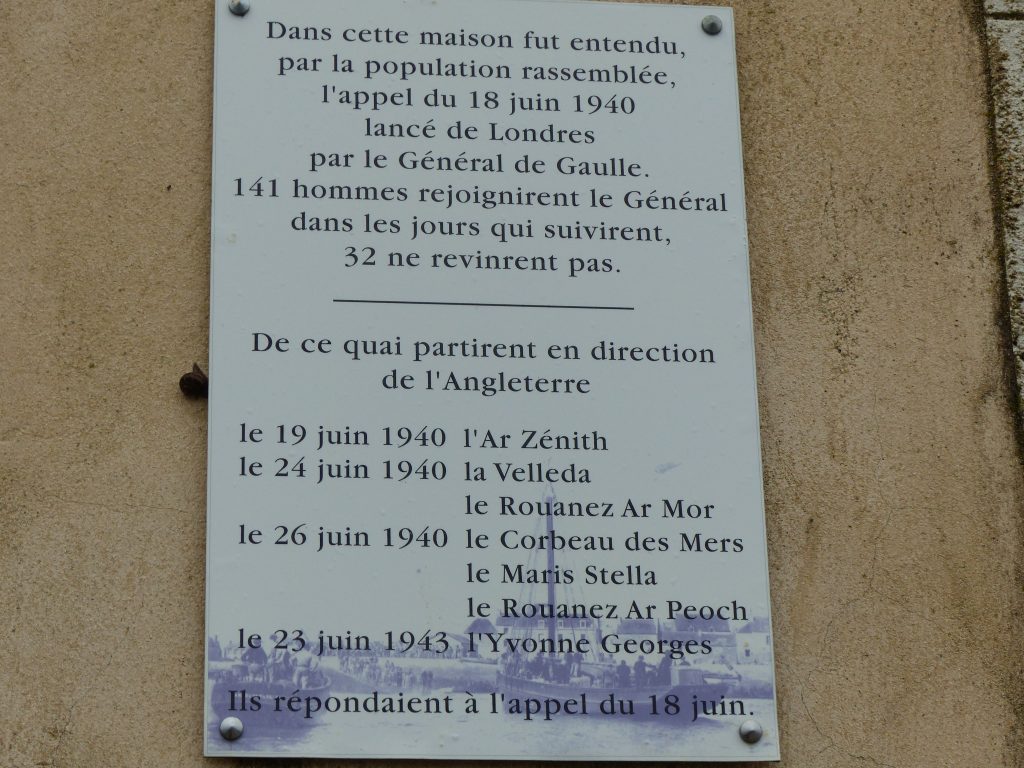 Dans cette maison fut entendu,
par la population rassemblée,
l'appel du 18 juin 1940
lancé de Londres
par le Général de Gaulle.
141 hommes rejoignirent le Général
dans les jours qui suivirent,
32 ne revinrent pas.
De ce quai partirent en direction
de l'Angleterre
le 19 juin 1940 l'Ar Zénith
le 24 juin 1940 la Velleda
le Rouanez Ar Mor
le 26 juin 1940 le Corbeau des Mers
le Maris Stella
le Rouanez Ar Peoch
le 23 juin 1943 l'Yvonne Georges
Ils répondaient à l'appel du 18 juin.